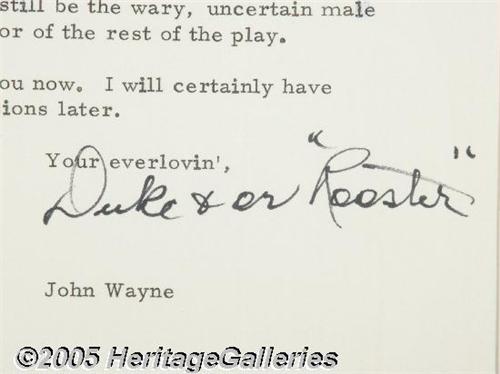 still be the wary, uncertain male
or of the rest of the play.
ou now. I will certainly have
ions later.
Your everlovin',
Duke & or "Rooster"
John Wayne
©2005 HeritageGalleries